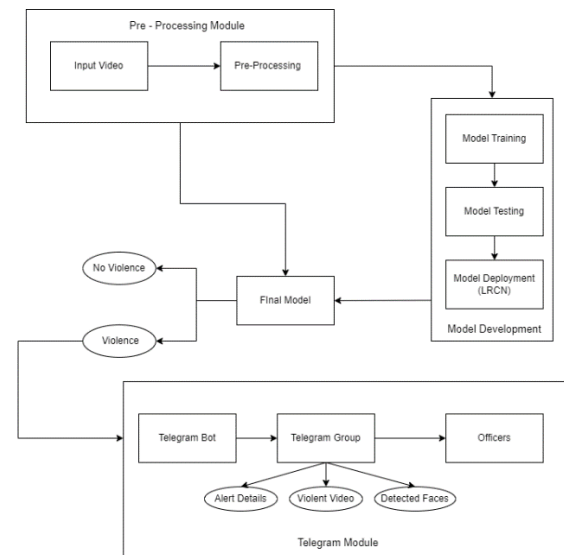 Pre - Processing Module
Input Video
Pre-Processing
Model Training
Model Testing
Model Deployment
(LRCN)
Model Development
No Violence
FInal Model
Violence
Telegram Bot
Telegram Group
Officers
Alert Details
Violent Video
Detected Faces
Telegram Module